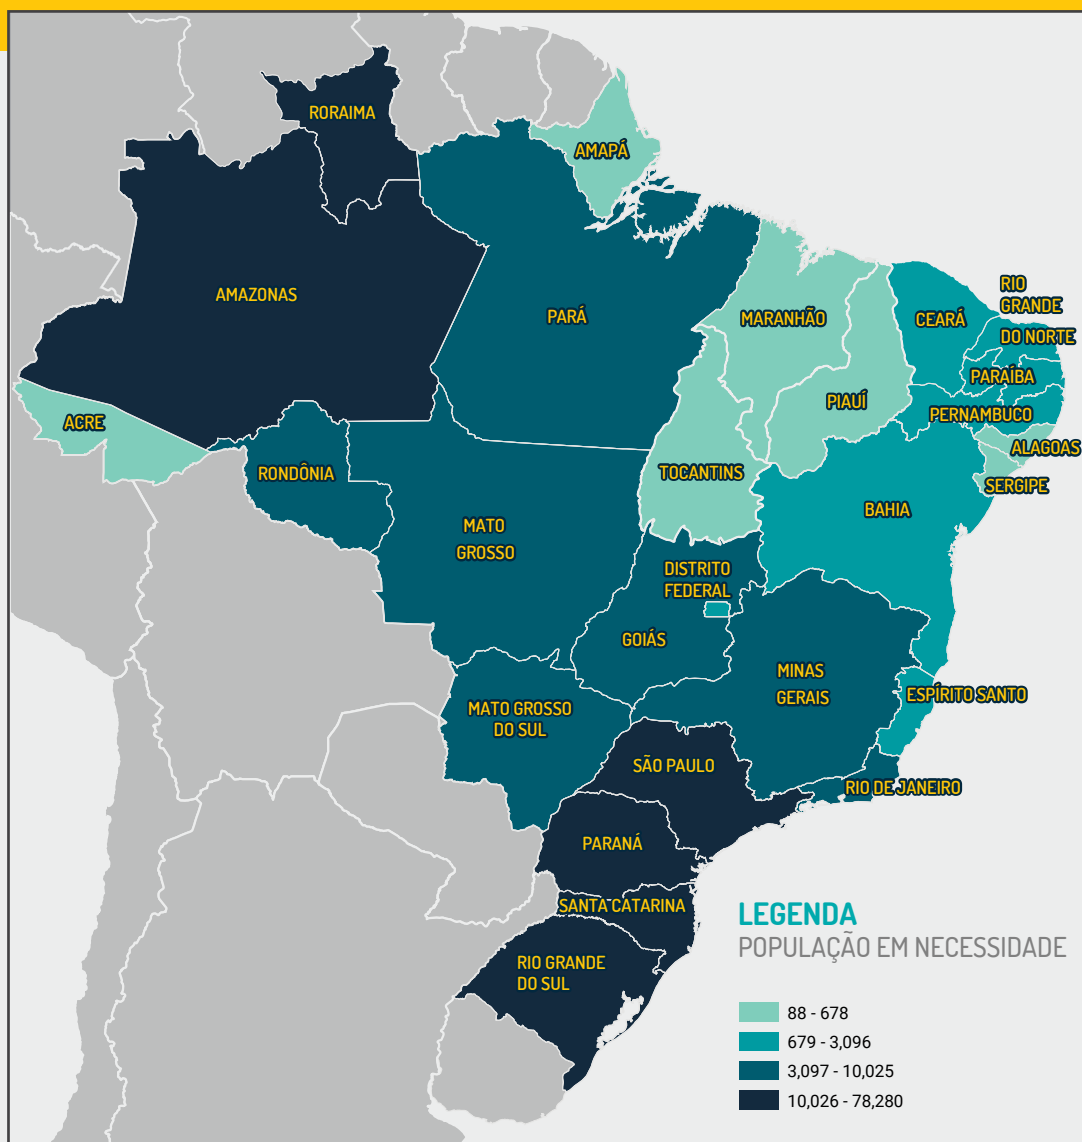 RORAIMA
AMAPÁ
AMAZONAS
PARÁ
MARANHÃO
CEARÁ
RIO
GRANDE
DO NORTE
PARAÍBA
PIAUÍ
PERNAMBUCO
ACRE
ALAGOAS
RONDÔNIA
TOCANTINS
SERGIPE
BAHIA
MATO
GROSSO
DISTRITO
FEDERAL
GOIÁS
MINAS
GERAIS
ESPÍRITO SANTO
MATO GROSSO
DO SUL
SÃO PAULO
RIO DE JANEIRO
PARANÁ
SANTA CATARINA
RIO GRANDE
DO SUL
LEGENDA
POPULAÇÃO EM NECESSIDADE
88 - 678
679 - 3,096
3,097 - 10,025
10,026 - 78,280